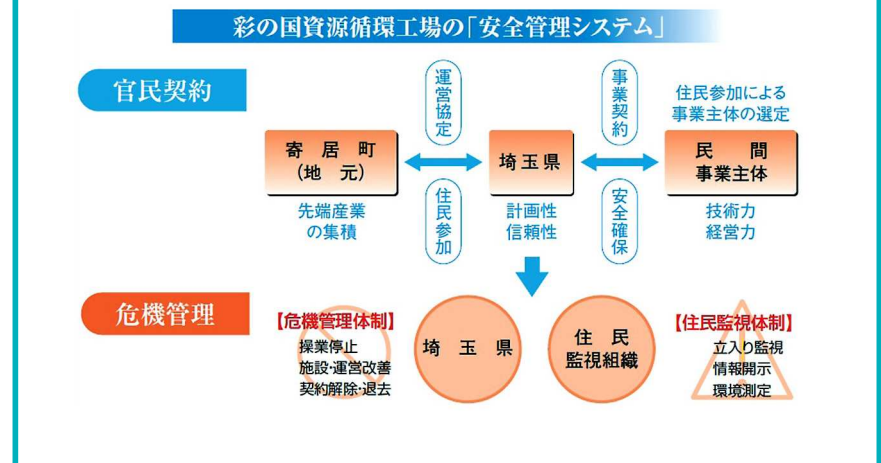 彩の国資源循環工場の「安全管理システム」
官民契約
運営協定
事業契約
住民参加による
事業主体の選定
寄居町
(地元)
埼玉県
民間
事業主体
先端産業
の集積
住民参加
計画性
信頼性
安全確保
技術力
経営力
危機管理
【危機管理体制】
操業停止
施設・運営改善
契約解除・退去
埼玉県
住民
監視組織
【住民監視体制】
立入り監視
情報開示
環境測定